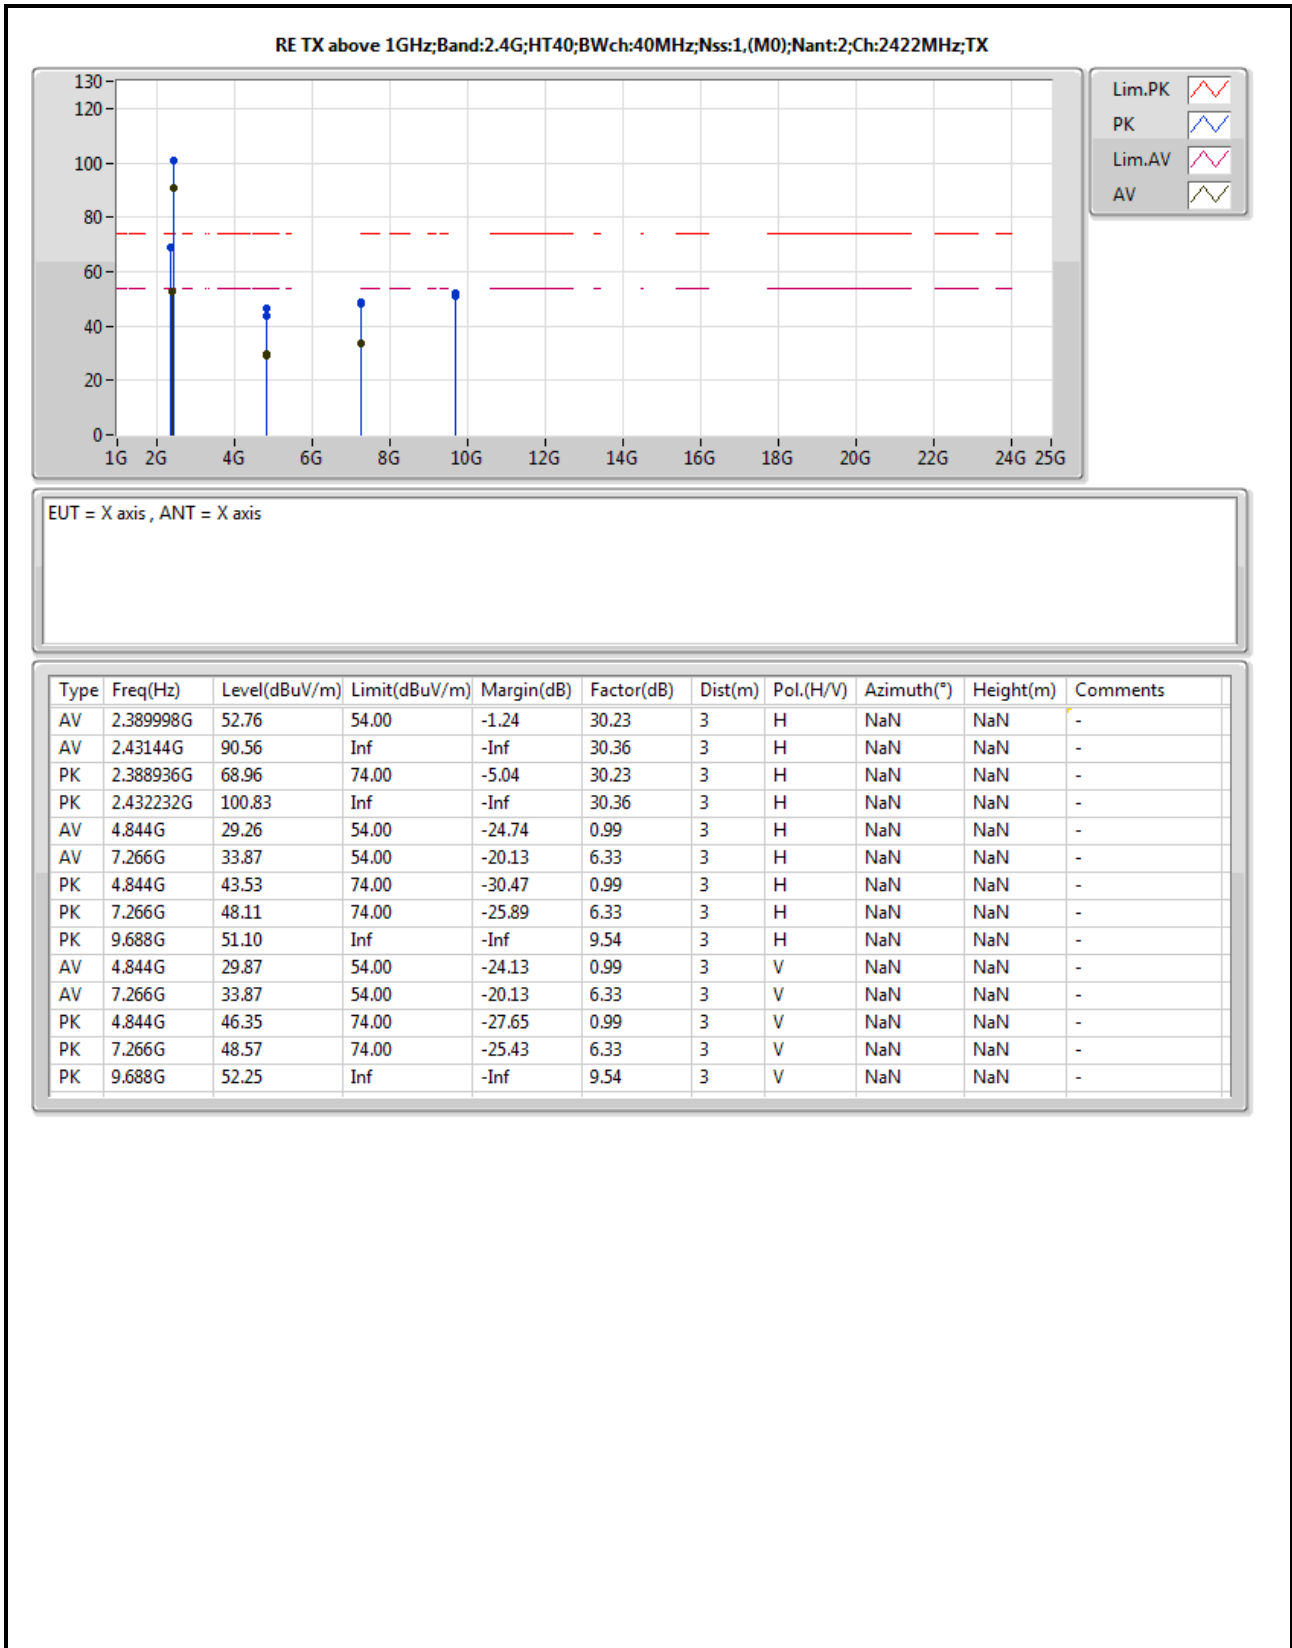 RE TX above 1GHz;Band:2.4G;HT40;BWch:40MHz;Nss:1,(M0);Nant:2;Ch:2422MHz;TX
130
120
100
80
60
40
20
0
1G 2G 4G 6G 8G 10G 12G 14G 16G 18G 20G 22G 24G 25G
Lim.PK
PK
Lim.AV
AV
EUT = X axis , ANT = X axis
Type Freq(Hz) Level(dBuV/m) Limit(dBuV/m) Margin(dB) Factor(dB) Dist(m) Pol.(H/V) Azimuth(°) Height(m) Comments
AV 2.389998G 52.76 54.00 -1.24 30.23 3 H NaN NaN -
AV 2.43144G 90.56 Inf -Inf 30.36 3 H NaN NaN -
PK 2.388936G 68.96 74.00 -5.04 30.23 3 H NaN NaN -
PK 2.432232G 100.83 Inf -Inf 30.36 3 H NaN NaN -
AV 4.844G 29.26 54.00 -24.74 0.99 3 H NaN NaN -
AV 7.266G 33.87 54.00 -20.13 6.33 3 H NaN NaN -
PK 4.844G 43.53 74.00 -30.47 0.99 3 H NaN NaN -
PK 7.266G 48.11 74.00 -25.89 6.33 3 H NaN NaN -
PK 9.688G 51.10 Inf -Inf 9.54 3 H NaN NaN -
AV 4.844G 29.87 54.00 -24.13 0.99 3 V NaN NaN -
AV 7.266G 33.87 54.00 -20.13 6.33 3 V NaN NaN -
PK 4.844G 46.35 74.00 -27.65 0.99 3 V NaN NaN -
PK 7.266G 48.57 74.00 -25.43 6.33 3 V NaN NaN -
PK 9.688G 52.25 Inf -Inf 9.54 3 V NaN NaN -